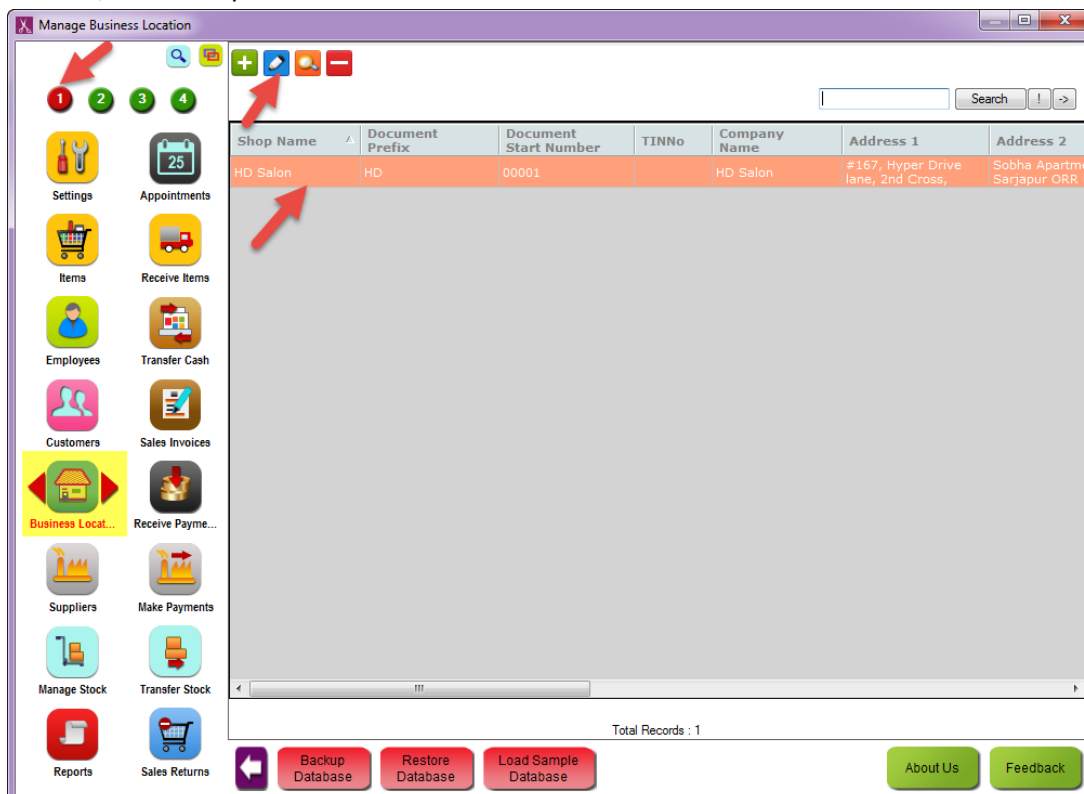 Manage Business Location
1 2 3 4
Search ! ->
Shop Name Document Prefix Document Start Number TINNo Company Name Address 1 Address 2
HD Salon HD 00001 HD Salon #167, Hyper Drive lane, 2nd Cross, Sobha Apartme Sarjapur ORR
Settings 25 Appointments
Items Receive Items
Employees Transfer Cash
Customers Sales Invoices
Business Locat... Receive Payme...
Suppliers Make Payments
Manage Stock Transfer Stock
Reports Sales Returns
Total Records : 1
Backup Database Restore Database Load Sample Database About Us Feedback